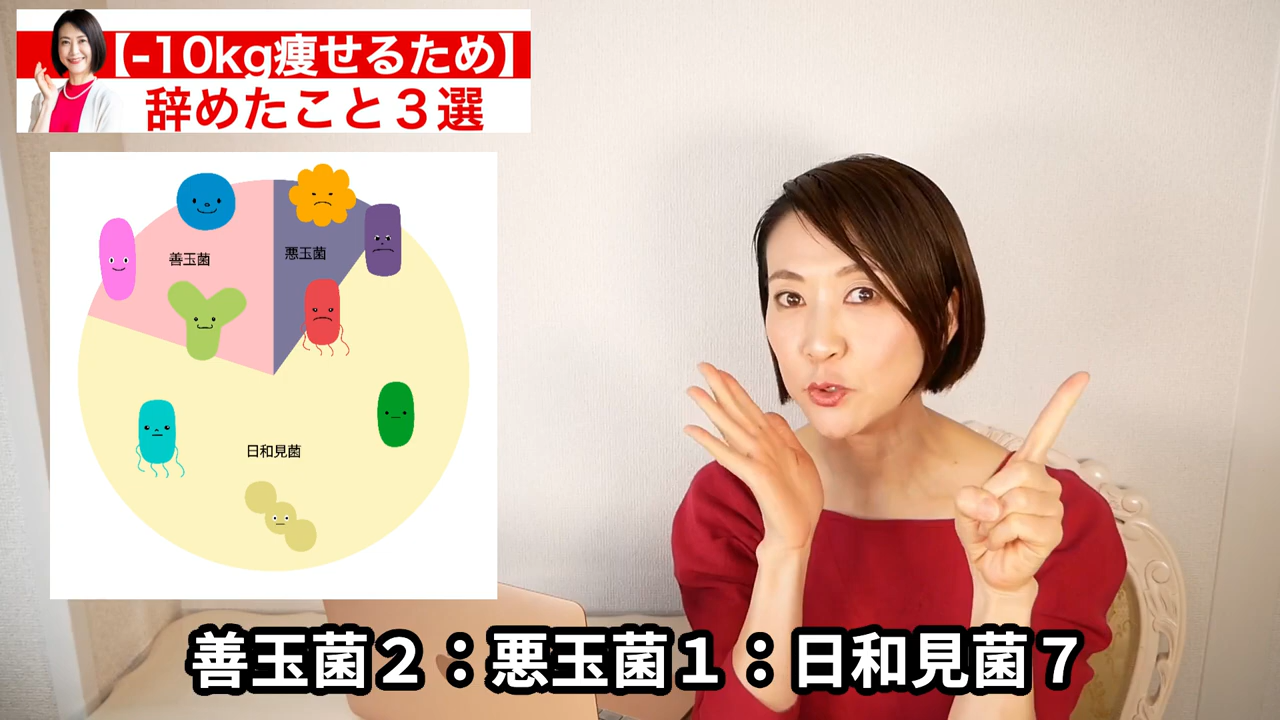 【-10kg痩せるため】
辞めたこと３選
善玉菌
悪玉菌
日和見菌
善玉菌２：悪玉菌１：日和見菌７